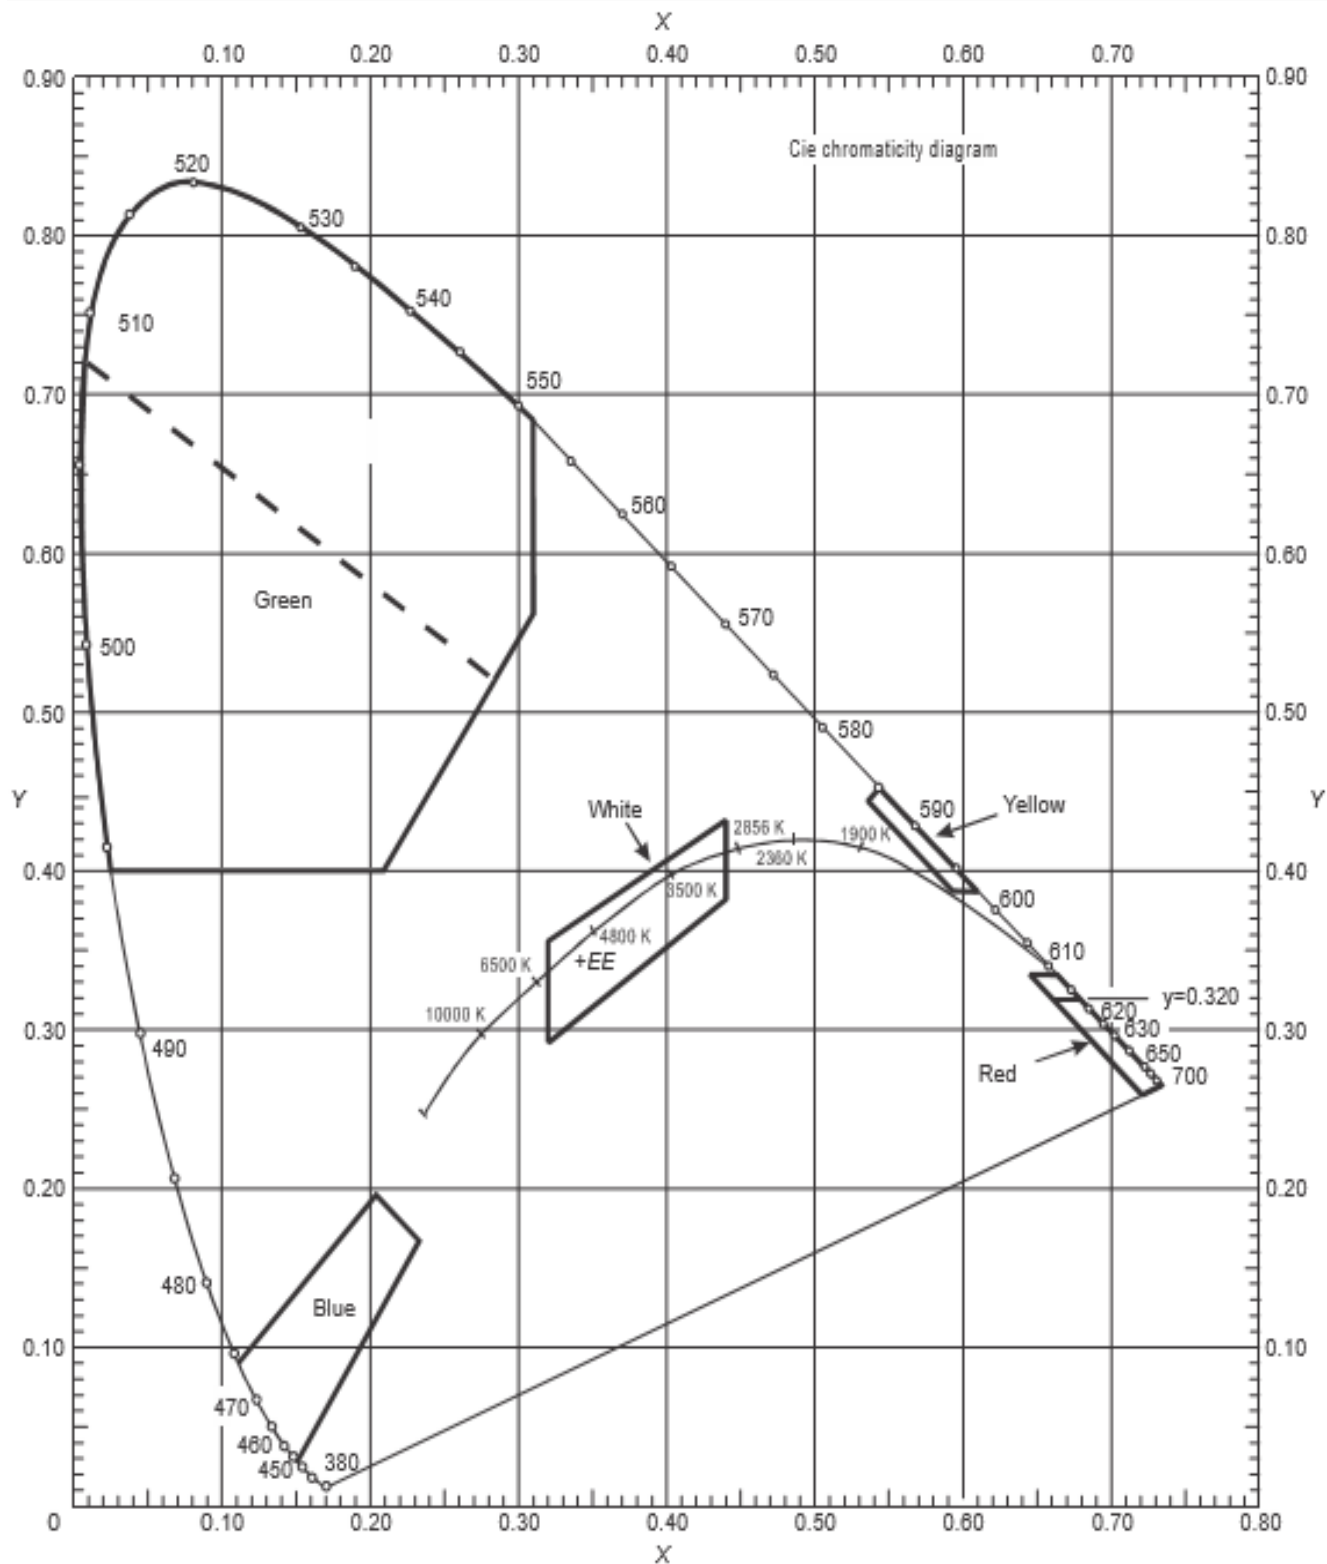 X
0.10 0.20 0.30 0.40 0.50 0.60 0.70
0.90 0.90
Cie chromaticity diagram
520
530
0.80 0.80
540
510
550
0.70 0.70
560
0.60 0.60
Green
570
500
0.50 0.50
580
Y Y
White
590
Yellow
2856 K
1900 K
2360 K
0.40 0.40
3500 K
600
4800 K
610
6500 K
+EE
y=0.320
10000 K
620
0.30 0.30
630
490
650
Red
700
0.20 0.20
480
Blue
0.10 0.10
470
460
450
380
0 0.10 0.20 0.30 0.40 0.50 0.60 0.70 0.80
X